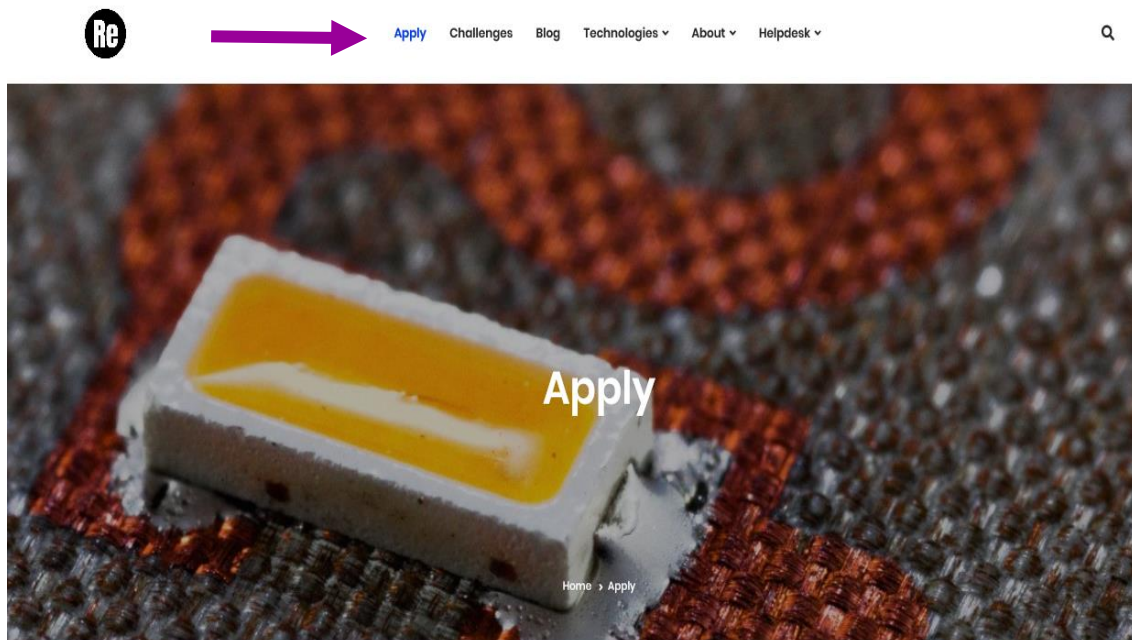 Re
Apply Challenges Blog Technologies About Helpdesk
Apply
Home › Apply